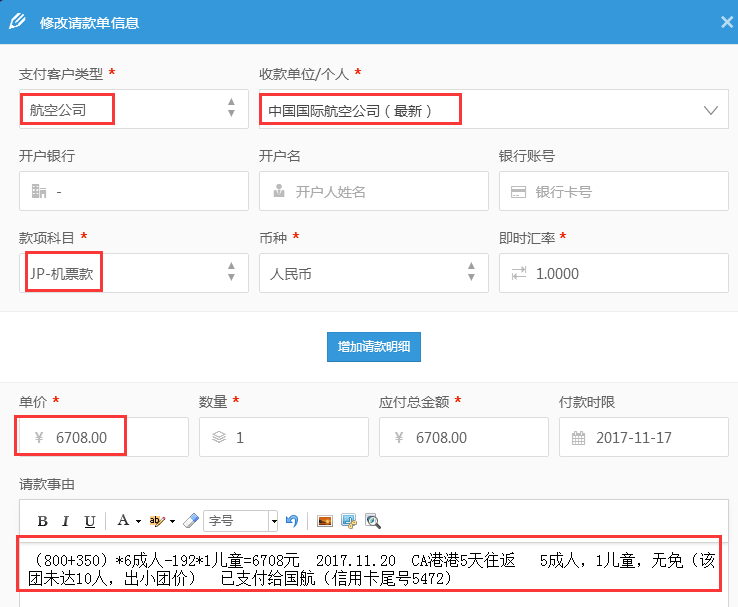 修改请款单信息
支付客户类型 * 收款单位/个人 *
航空公司 中国国际航空公司（最新）
开户银行 开户名 银行账号
- 开户人姓名 银行卡号
款项科目 * 币种 * 即时汇率 *
JP-机票款 人民币 1.0000
增加请款明细
单价 * 数量 * 应付总金额 * 付款时限
¥ 6708.00 1 ¥ 6708.00 2017-11-17
请款事由
B I U A ab 字号
（800+350）*6成人-192*1儿童=6708元 2017.11.20 CA港港5天往返 5成人，1儿童，无免（该
团未达10人，出小团价） 已支付给国航（信用卡尾号5472）